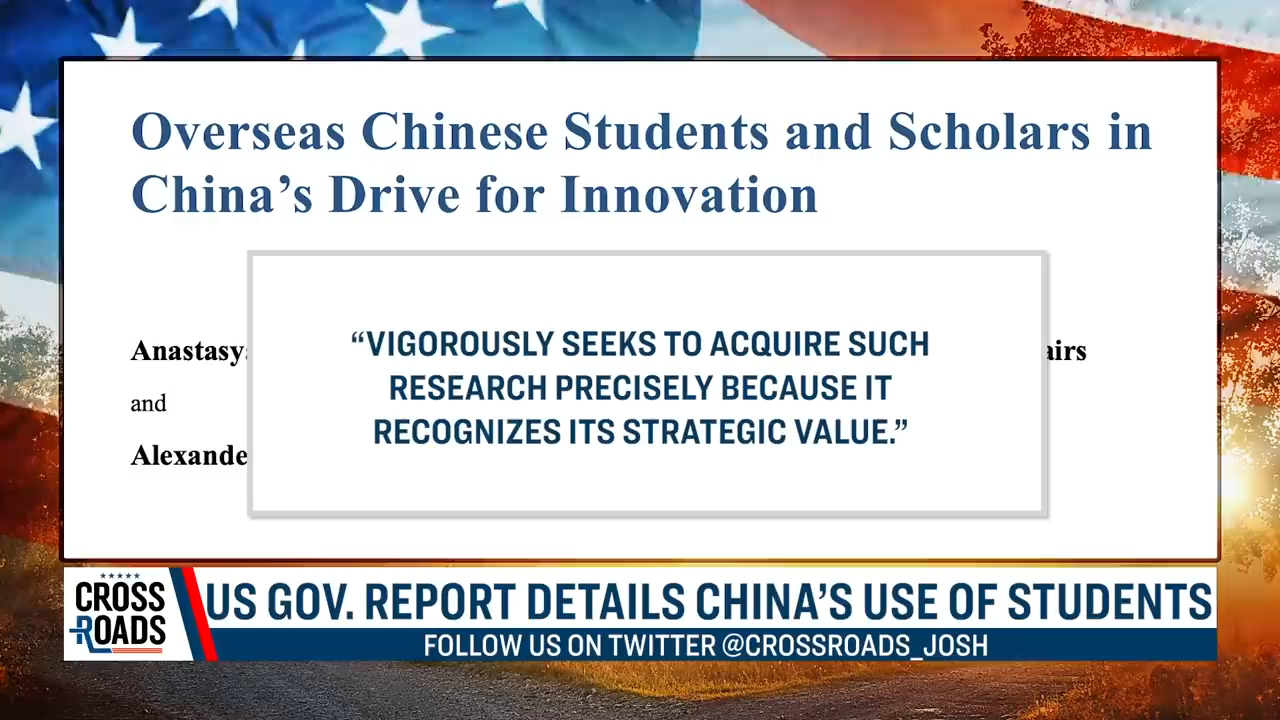 Overseas Chinese Students and Scholars in
China’s Drive for Innovation
Anastasy
airs
and
Alexande
“VIGOROUSLY SEEKS TO ACQUIRE SUCH
RESEARCH PRECISELY BECAUSE IT
RECOGNIZES ITS STRATEGIC VALUE.”
CROSS
ROADS
US GOV. REPORT DETAILS CHINA’S USE OF STUDENTS
FOLLOW US ON TWITTER @CROSSROADS_JOSH